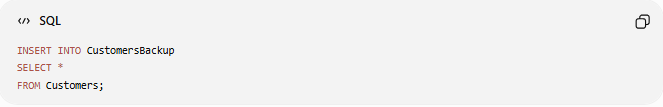 SQL
INSERT INTO CustomersBackup
SELECT *
FROM Customers;